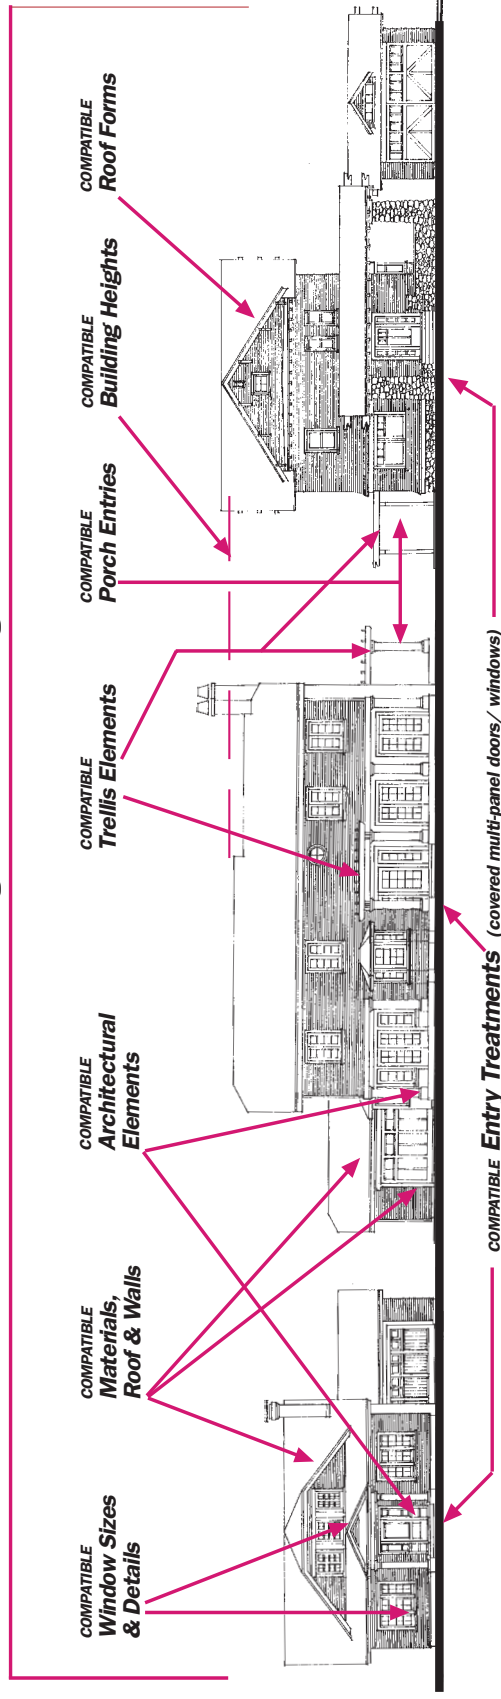 COMPATIBLE
Window Sizes
& Details
COMPATIBLE
Materials,
Roof & Walls
COMPATIBLE
Architectural
Elements
COMPATIBLE
Trellis Elements
COMPATIBLE
Porch Entries
COMPATIBLE
Building Heights
COMPATIBLE
Roof Forms
COMPATIBLE Entry Treatments (covered multi-panel doors/ windows)